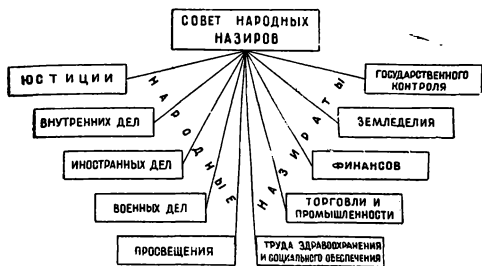 СОВЕТ НАРОДНЫХ
НАЗИРОВ
ЮСТИЦИИ
ВНУТРЕННИХ ДЕЛ
ИНОСТРАННЫХ ДЕЛ
ВОЕННЫХ ДЕЛ
ПРОСВЕЩЕНИЯ
НАРОДНЫЕ
НАЗИРАТЫ
ГОСУДАРСТВЕННОГО
КОНТРОЛЯ
ЗЕМЛЕДЕЛИЯ
ФИНАНСОВ
ТОРГОВЛИ И
ПРОМЫШЛЕННОСТИ
ТРУДА ЗДРАВООХРАНЕНИЯ
И СОЦИАЛЬНОГО ОБЕСПЕЧЕНИЯ